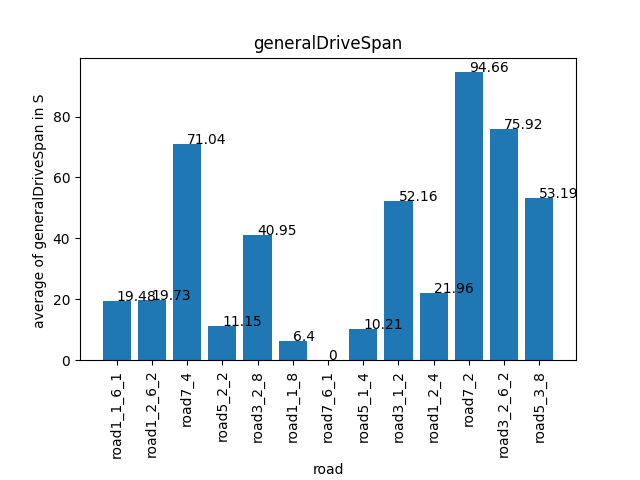 generalDriveSpan
average of generalDriveSpan in S
80
60
40
20
0
19.48
19.73
71.04
11.15
40.95
6.4
0
10.21
52.16
21.96
94.66
75.92
53.19
road1_1_6_1
road1_2_6_2
road7_4
road5_2_2
road3_2_8
road1_1_8
road7_6_1
road5_1_4
road3_1_2
road1_2_4
road7_2
road3_2_6_2
road5_3_8
road